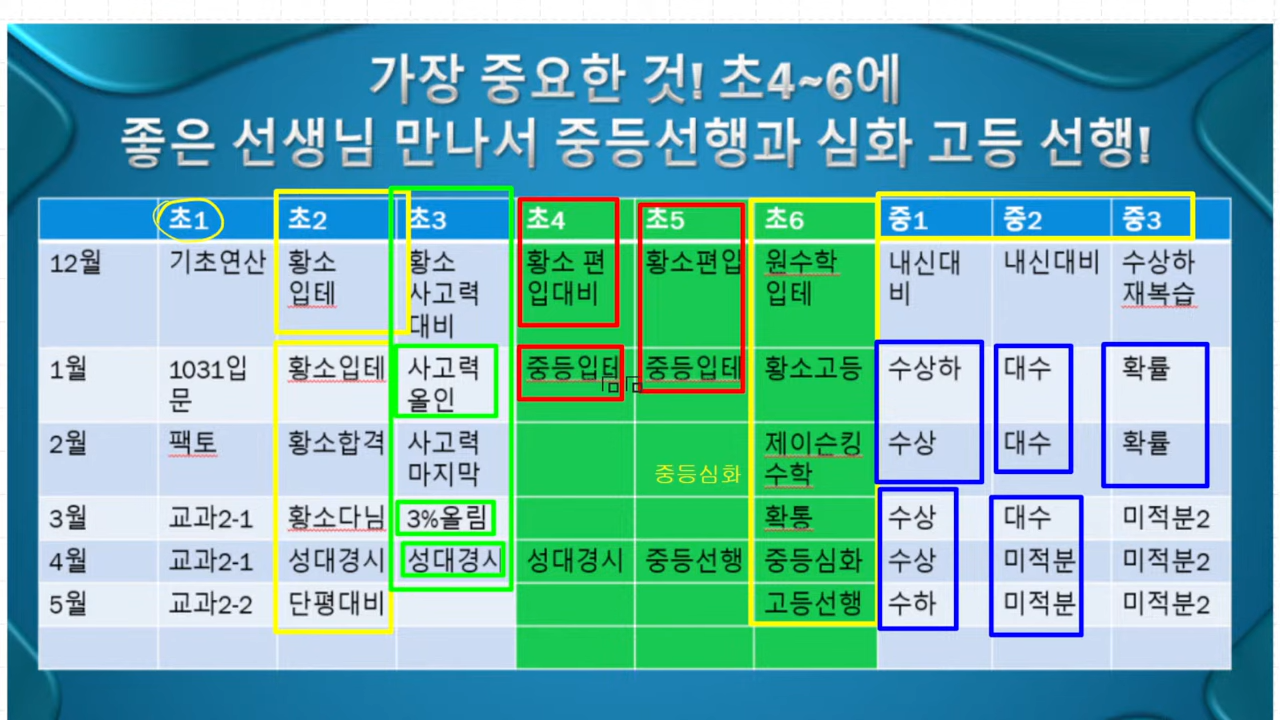 가장 중요한 것! 초4~6에
좋은 선생님 만나서 중등선행과 심화 고등 선행!
초1 초2 초3 초4 초5 초6 중1 중2 중3
12월 기초연산 황소 입테 황소 사고력 대비 황소 편입대비 황소편입 원수학 입테 내신대비 내신대비 수상하 재복습
1월 1031입문 황소입테 사고력 올인 중등입테 중등입테 황소고등 수상하 대수 확률
2월 팩토 황소합격 사고력 마지막 중등심화 제이슨킹 수학 수상 대수 확률
3월 교과2-1 황소다님 3%올림 확통 수상 대수 미적분2
4월 교과2-1 성대경시 성대경시 성대경시 중등선행 중등심화 수상 미적분 미적분2
5월 교과2-2 단평대비 고등선행 수하 미적분 미적분2